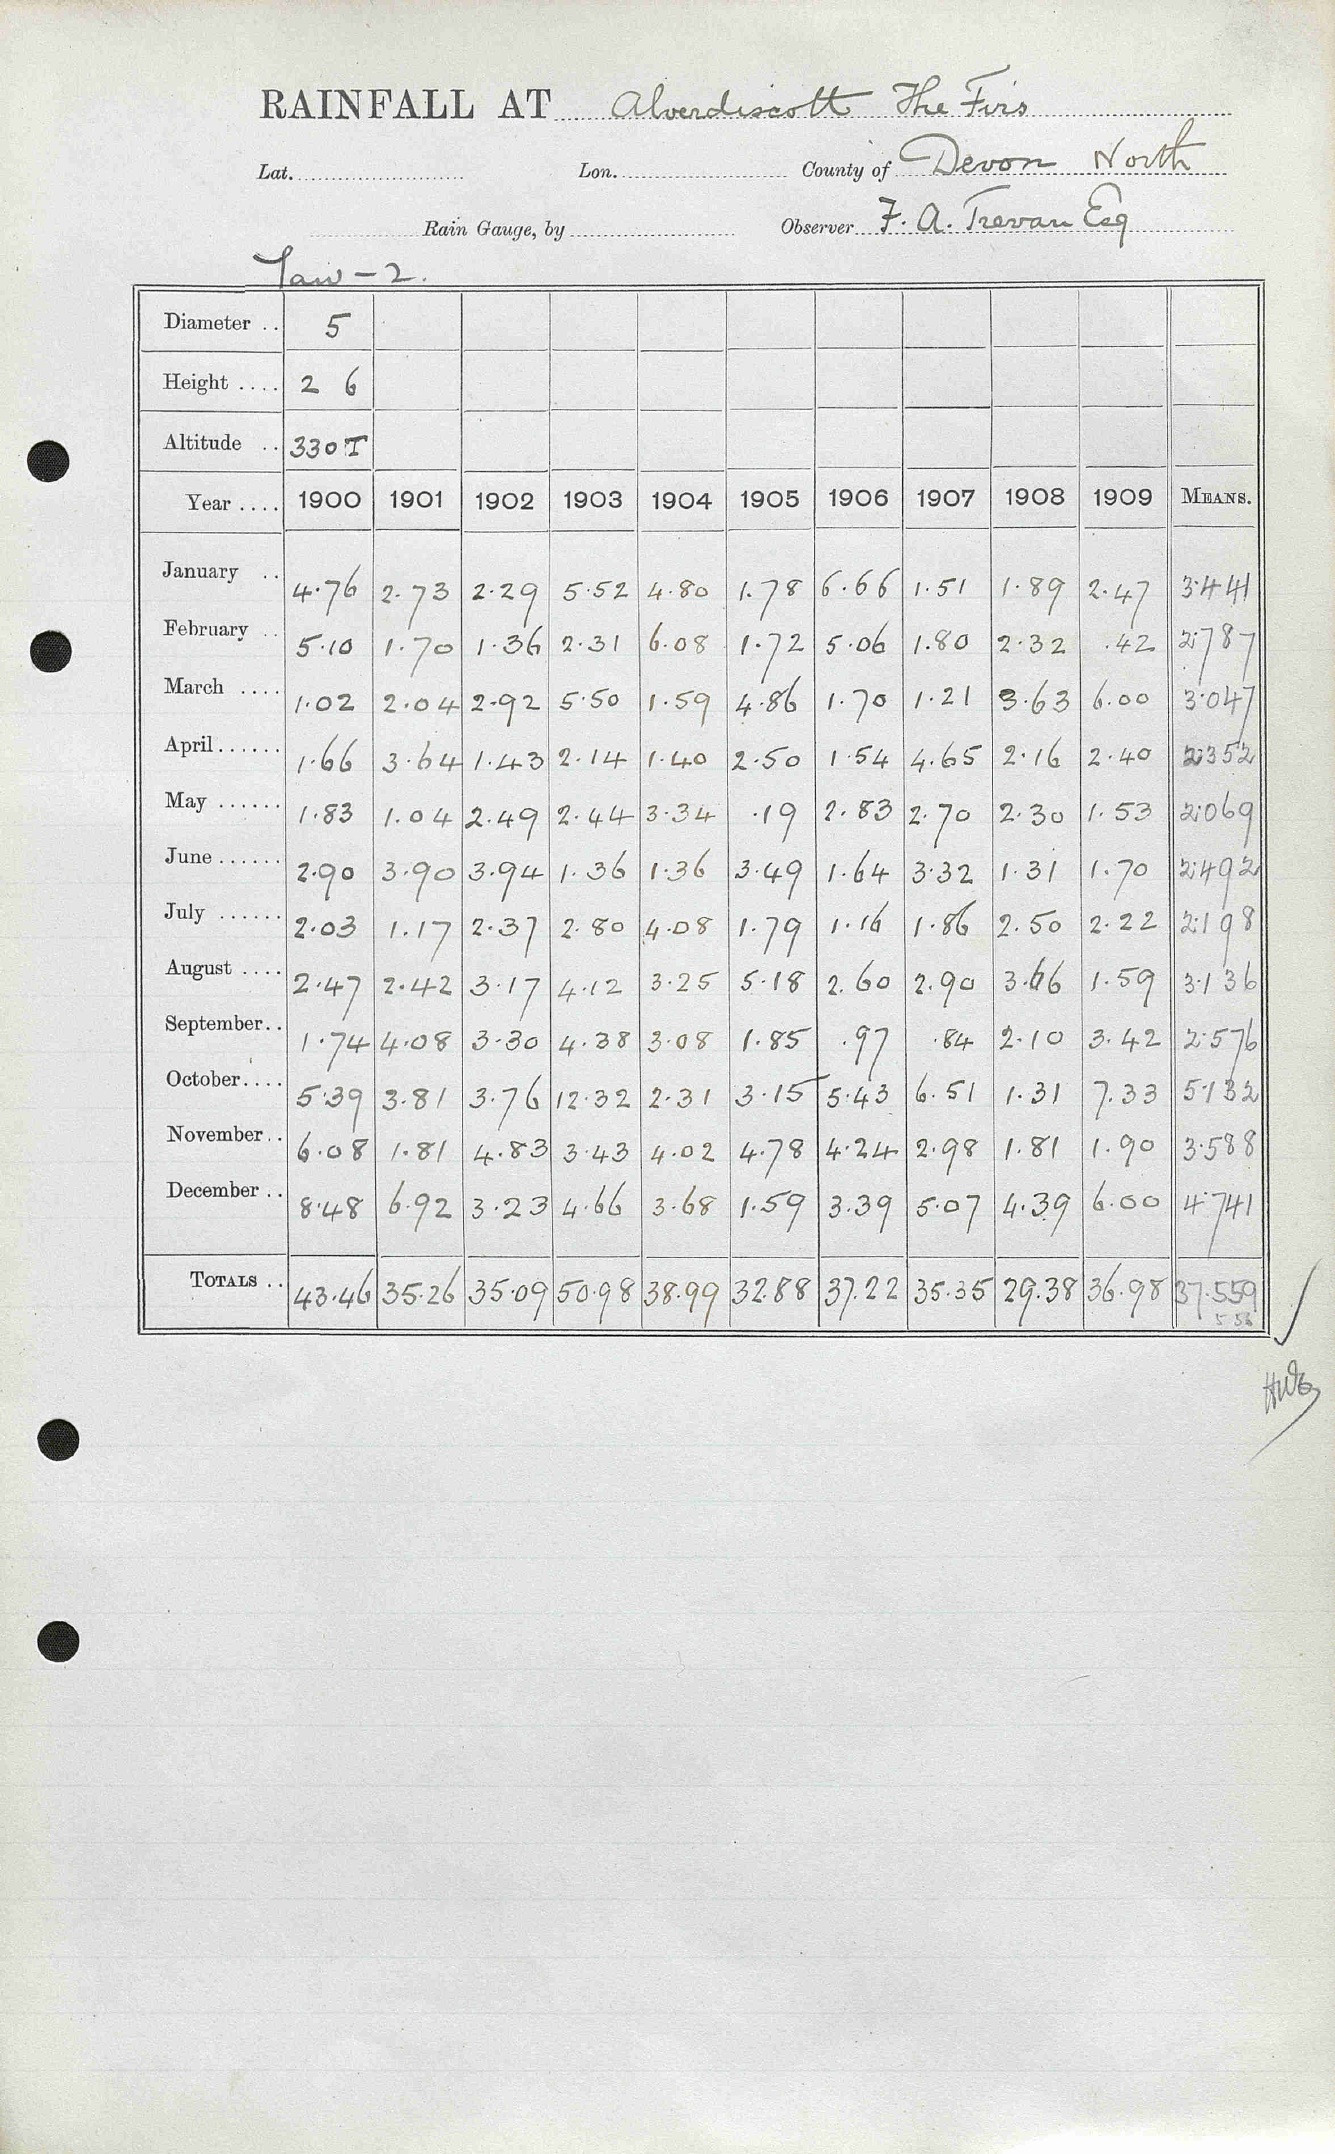 RAINFALL AT Alverdiscott The Firs
Lat. Lon. County of Devon North
Rain Gauge, by Observer F. A. Trevan Esq
Taw - 2.
Diameter .. 5
Height .... 2 6
Altitude .. 330 T
Year .... 1900 1901 1902 1903 1904 1905 1906 1907 1908 1909 MEANS.
January .. 4.76 2.73 2.29 5.52 4.80 1.78 6.66 1.51 1.89 2.47 3.441
February .. 5.10 1.70 1.36 2.31 6.08 1.72 5.06 1.80 2.32 .42 2.787
March .... 1.02 2.04 2.92 5.50 1.59 4.86 1.70 1.21 3.63 6.00 3.047
April...... 1.66 3.64 1.43 2.14 1.40 2.50 1.54 4.65 2.16 2.40 2352
May ...... 1.83 1.04 2.49 2.44 3.34 .19 2.83 2.70 2.30 1.53 2.069
June ...... 2.90 3.90 3.94 1.36 1.36 3.49 1.64 3.32 1.31 1.70 2.492
July ...... 2.03 1.17 2.37 2.80 4.08 1.79 1.16 1.86 2.50 2.22 2.198
August .... 2.47 2.42 3.17 4.12 3.25 5.18 2.60 2.90 3.66 1.59 3.136
September.. 1.74 4.08 3.30 4.38 3.08 1.85 .97 .84 2.10 3.42 2.576
October.... 5.39 3.81 3.76 12.32 2.31 3.15 5.43 6.51 1.31 7.33 5.132
November.. 6.08 1.81 4.83 3.43 4.02 4.78 4.24 2.98 1.81 1.90 3.588
December .. 8.48 6.92 3.23 4.66 3.68 1.59 3.39 5.07 4.39 6.00 4.741
TOTALS .. 43.46 35.26 35.09 50.98 38.99 32.88 37.22 35.35 29.38 36.98 37.559